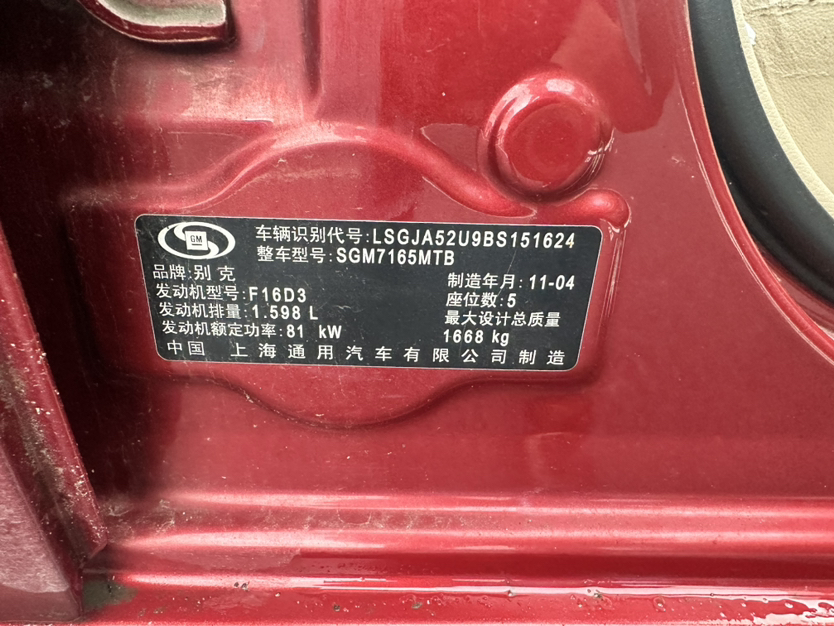 GM
车辆识别代号:LSGJA52U9BS151624
整车型号:SGM7165MTB
品牌:别 克
制造年月:11-04
发动机型号:F16D3
座位数:5
发动机排量:1.598 L
最大设计总质量
发动机额定功率:81 kW
1668 kg
中国 上海通用汽车有限公司制造